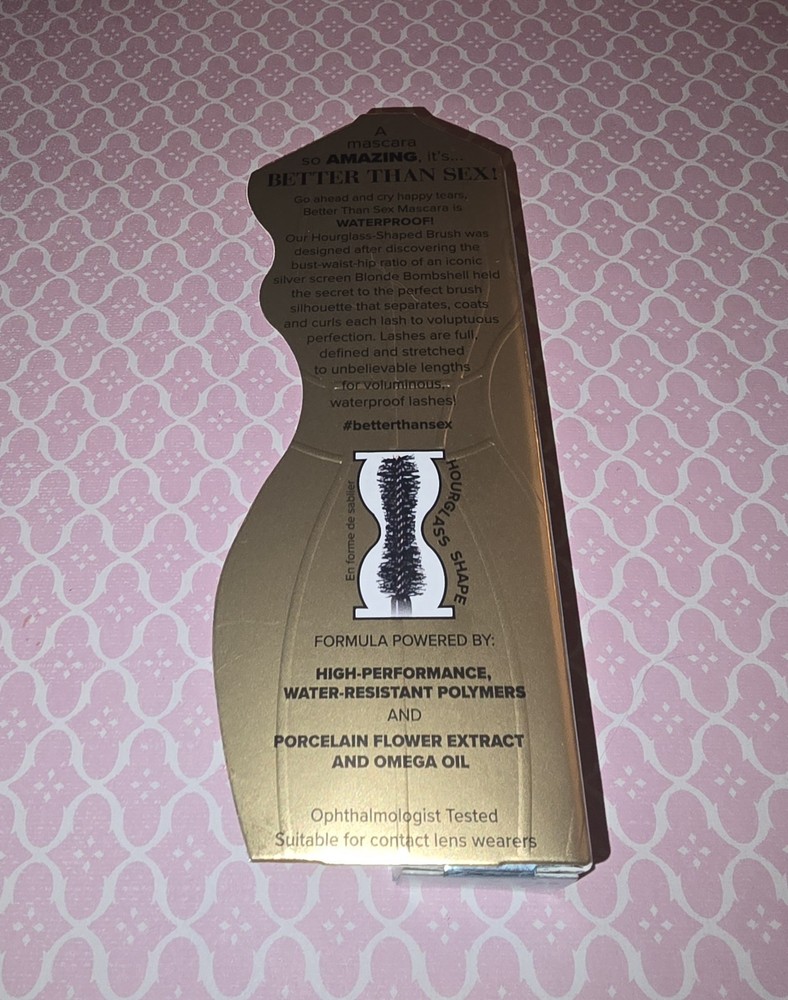 A
mascara
so AMAZING, it's...
BETTER THAN SEX!
Go ahead and cry happy tears,
Better Than Sex Mascara is
WATERPROOF!
Our Hourglass-Shaped Brush was
designed after discovering the
bust-waist-hip ratio of an iconic
silver screen Blonde Bombshell held
the secret to the perfect brush
silhouette that separates, coats
and curls each lash to voluptuous
perfection. Lashes are full,
defined and stretched
to unbelievable lengths
for voluminous,
waterproof lashes!
#betterthansex
En forme de sablier
HOURGLASS SHAPE
FORMULA POWERED BY:
HIGH-PERFORMANCE,
WATER-RESISTANT POLYMERS
AND
PORCELAIN FLOWER EXTRACT
AND OMEGA OIL
Ophthalmologist Tested
Suitable for contact lens wearers